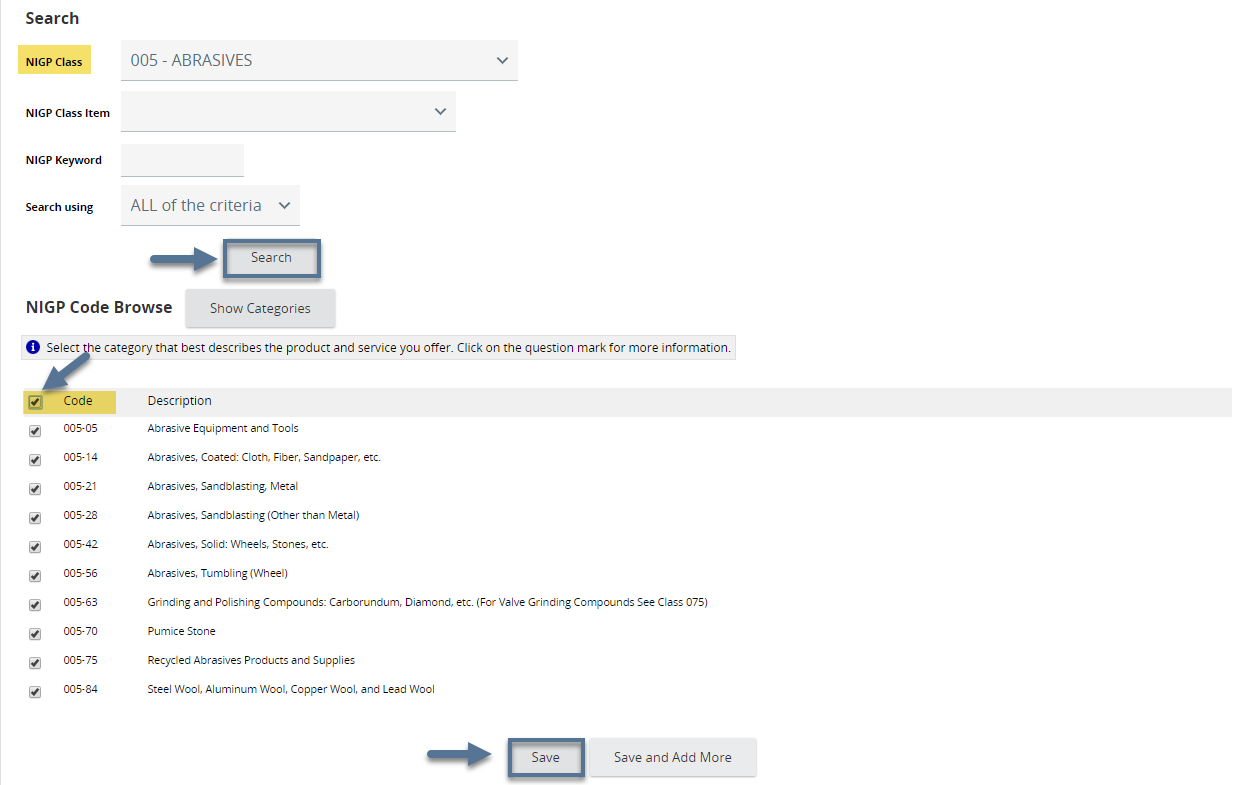 Search
NIGP Class 005 - ABRASIVES
NIGP Class Item
NIGP Keyword
Search using ALL of the criteria
Search
NIGP Code Browse Show Categories
Select the category that best describes the product and service you offer. Click on the question mark for more information.
Code Description
005-05 Abrasive Equipment and Tools
005-14 Abrasives, Coated: Cloth, Fiber, Sandpaper, etc.
005-21 Abrasives, Sandblasting, Metal
005-28 Abrasives, Sandblasting (Other than Metal)
005-42 Abrasives, Solid: Wheels, Stones, etc.
005-56 Abrasives, Tumbling (Wheel)
005-63 Grinding and Polishing Compounds: Carborundum, Diamond, etc. (For Valve Grinding Compounds See Class 075)
005-70 Pumice Stone
005-75 Recycled Abrasives Products and Supplies
005-84 Steel Wool, Aluminum Wool, Copper Wool, and Lead Wool
Save Save and Add More